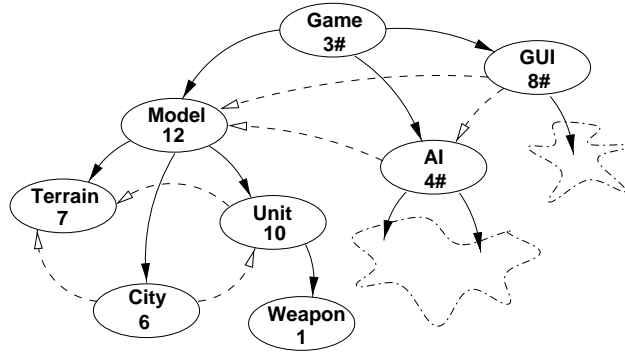 Game
3#
GUI
8#
Model
12
AI
4#
Terrain
7
Unit
10
City
6
Weapon
1